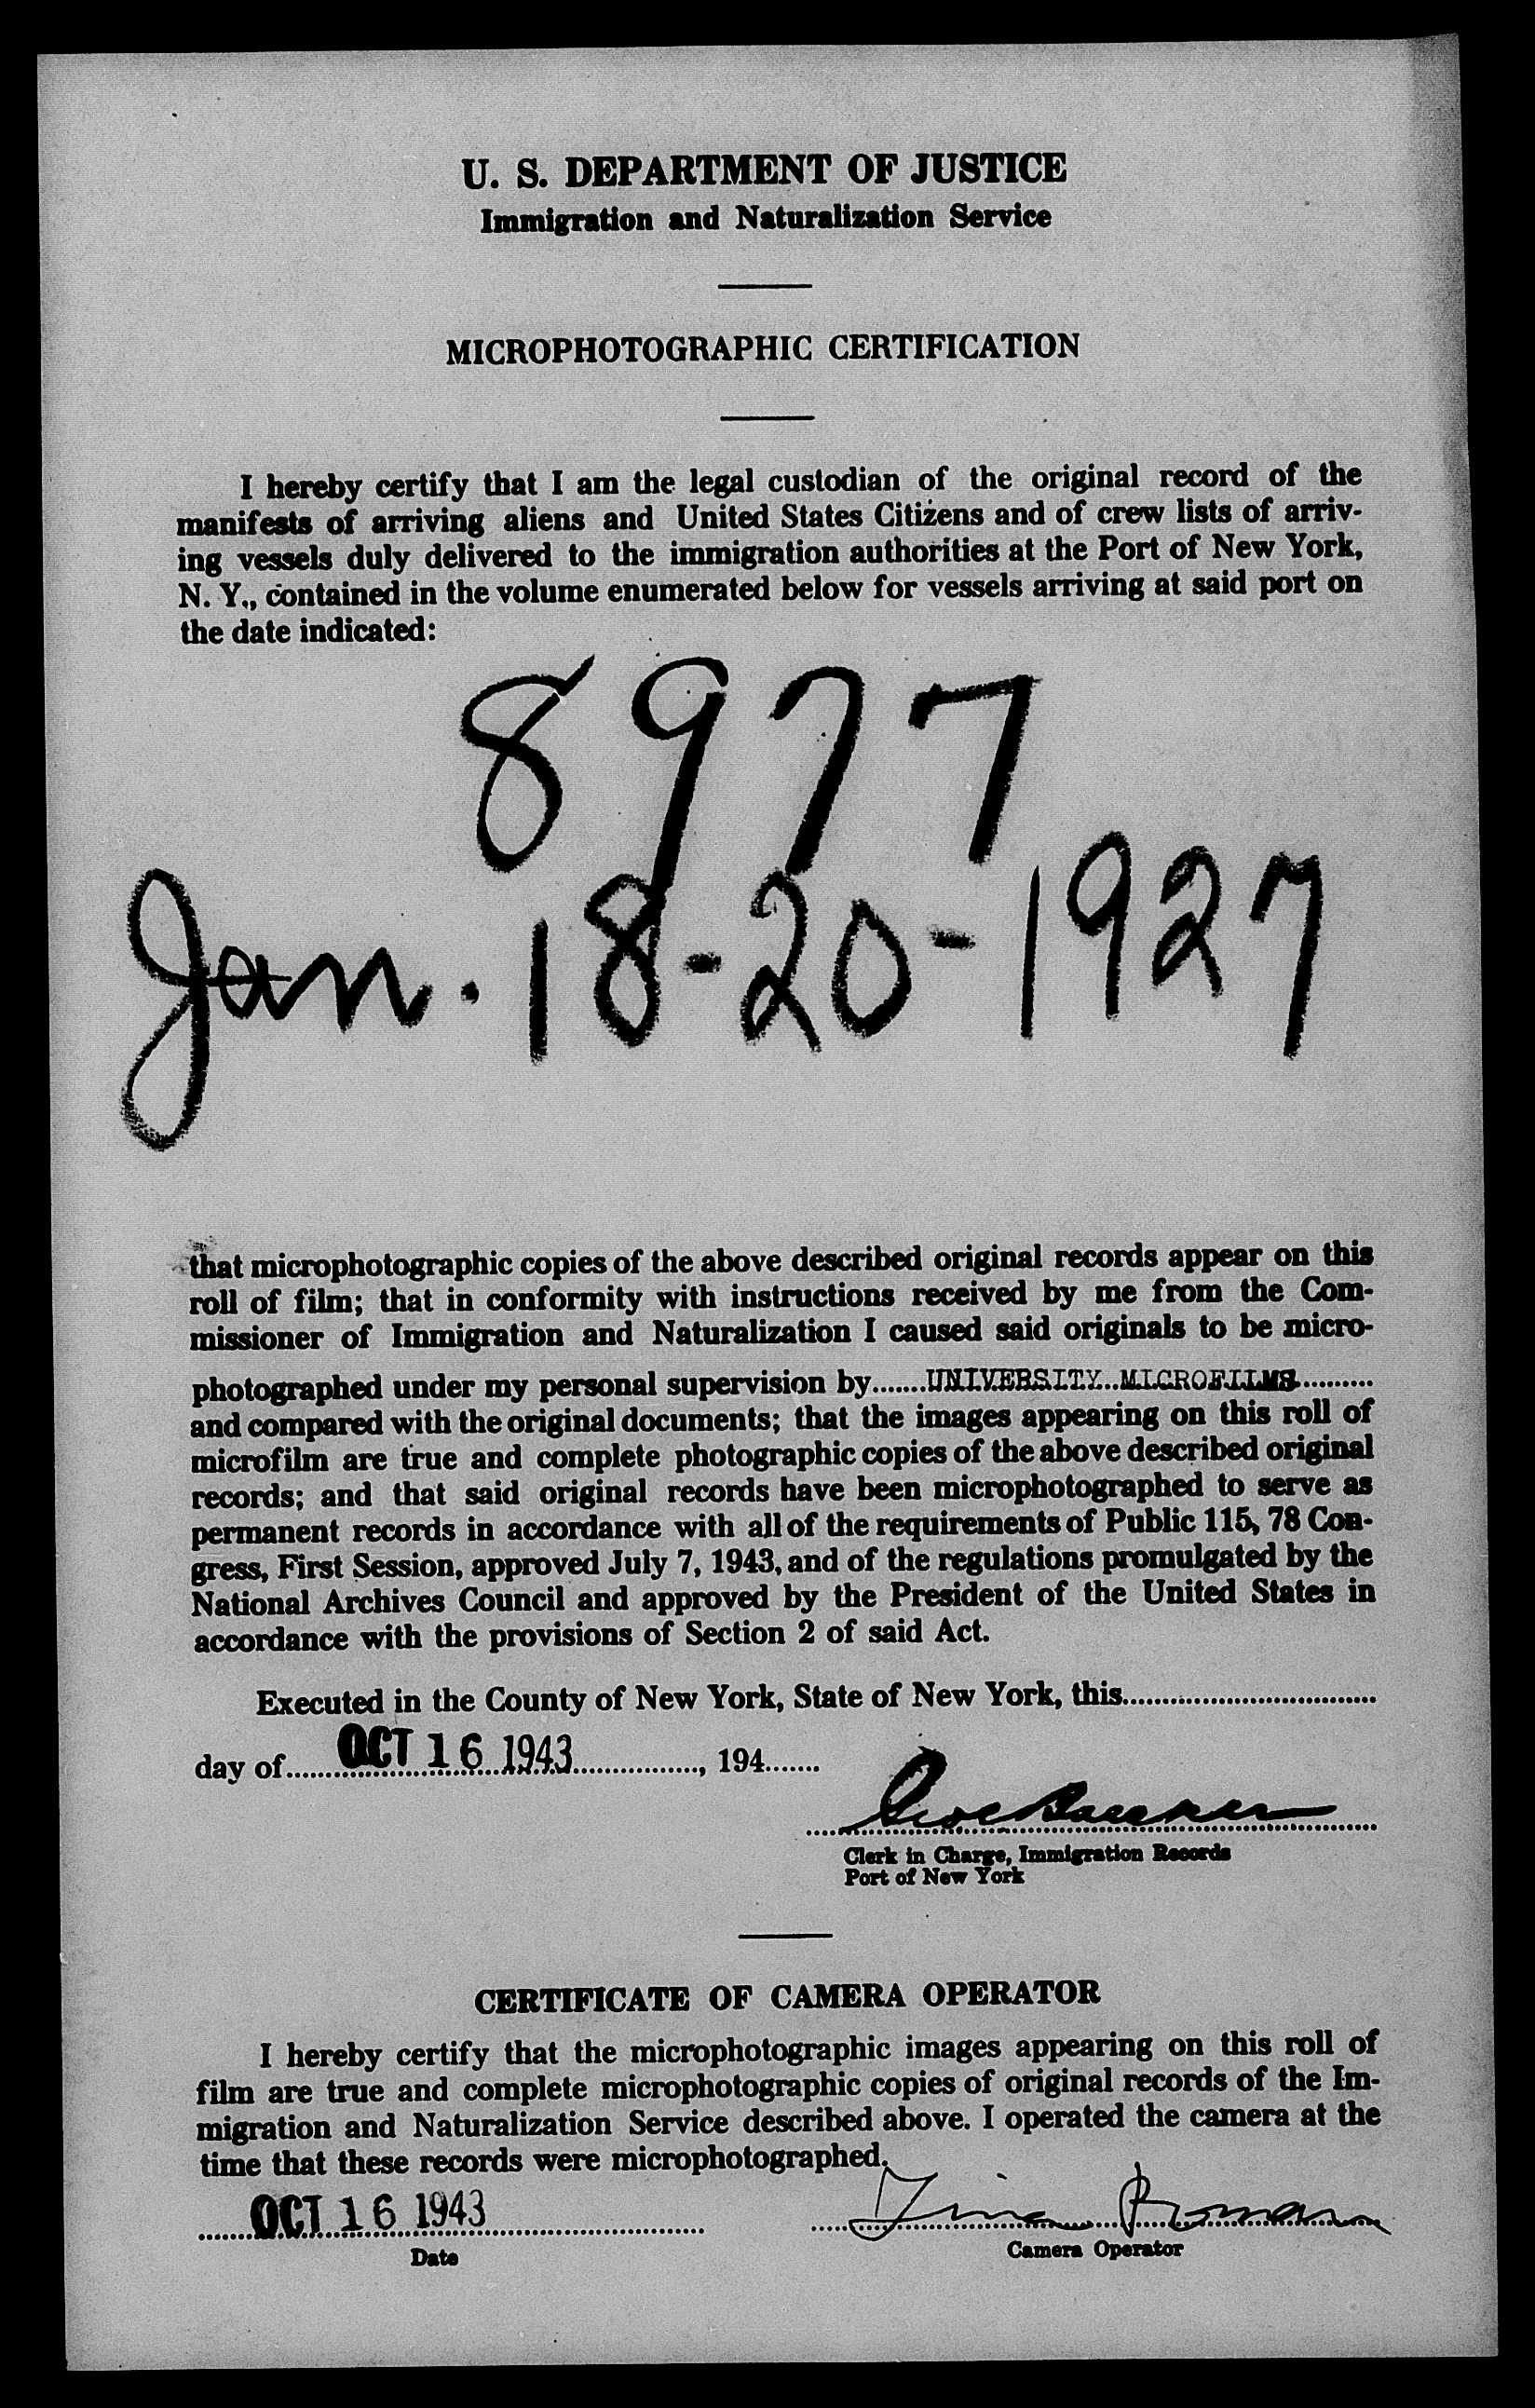 U. S. DEPARTMENT OF JUSTICE
Immigration and Naturalization Service
MICROPHOTOGRAPHIC CERTIFICATION
I hereby certify that I am the legal custodian of the original record of the
manifests of arriving aliens and United States Citizens and of crew lists of arriv-
ing vessels duly delivered to the immigration authorities at the Port of New York,
N. Y., contained in the volume enumerated below for vessels arriving at said port on
the date indicated:
8977
Jan. 18-20-1927
that microphotographic copies of the above described original records appear on this
roll of film; that in conformity with instructions received by me from the Com-
missioner of Immigration and Naturalization I caused said originals to be micro-
photographed under my personal supervision by.......UNIVERSITY MICROFILMS..........
and compared with the original documents; that the images appearing on this roll of
microfilm are true and complete photographic copies of the above described original
records; and that said original records have been microphotographed to serve as
permanent records in accordance with all of the requirements of Public 115, 78 Con-
gress, First Session, approved July 7, 1943, and of the regulations promulgated by the
National Archives Council and approved by the President of the United States in
accordance with the provisions of Section 2 of said Act.
Executed in the County of New York, State of New York, this................................
day of......OCT 16 1943................., 194.......
Clerk in Charge, Immigration Records
Port of New York
CERTIFICATE OF CAMERA OPERATOR
I hereby certify that the microphotographic images appearing on this roll of
film are true and complete microphotographic copies of original records of the Im-
migration and Naturalization Service described above. I operated the camera at the
time that these records were microphotographed.
OCT 16 1943
Date
Camera Operator